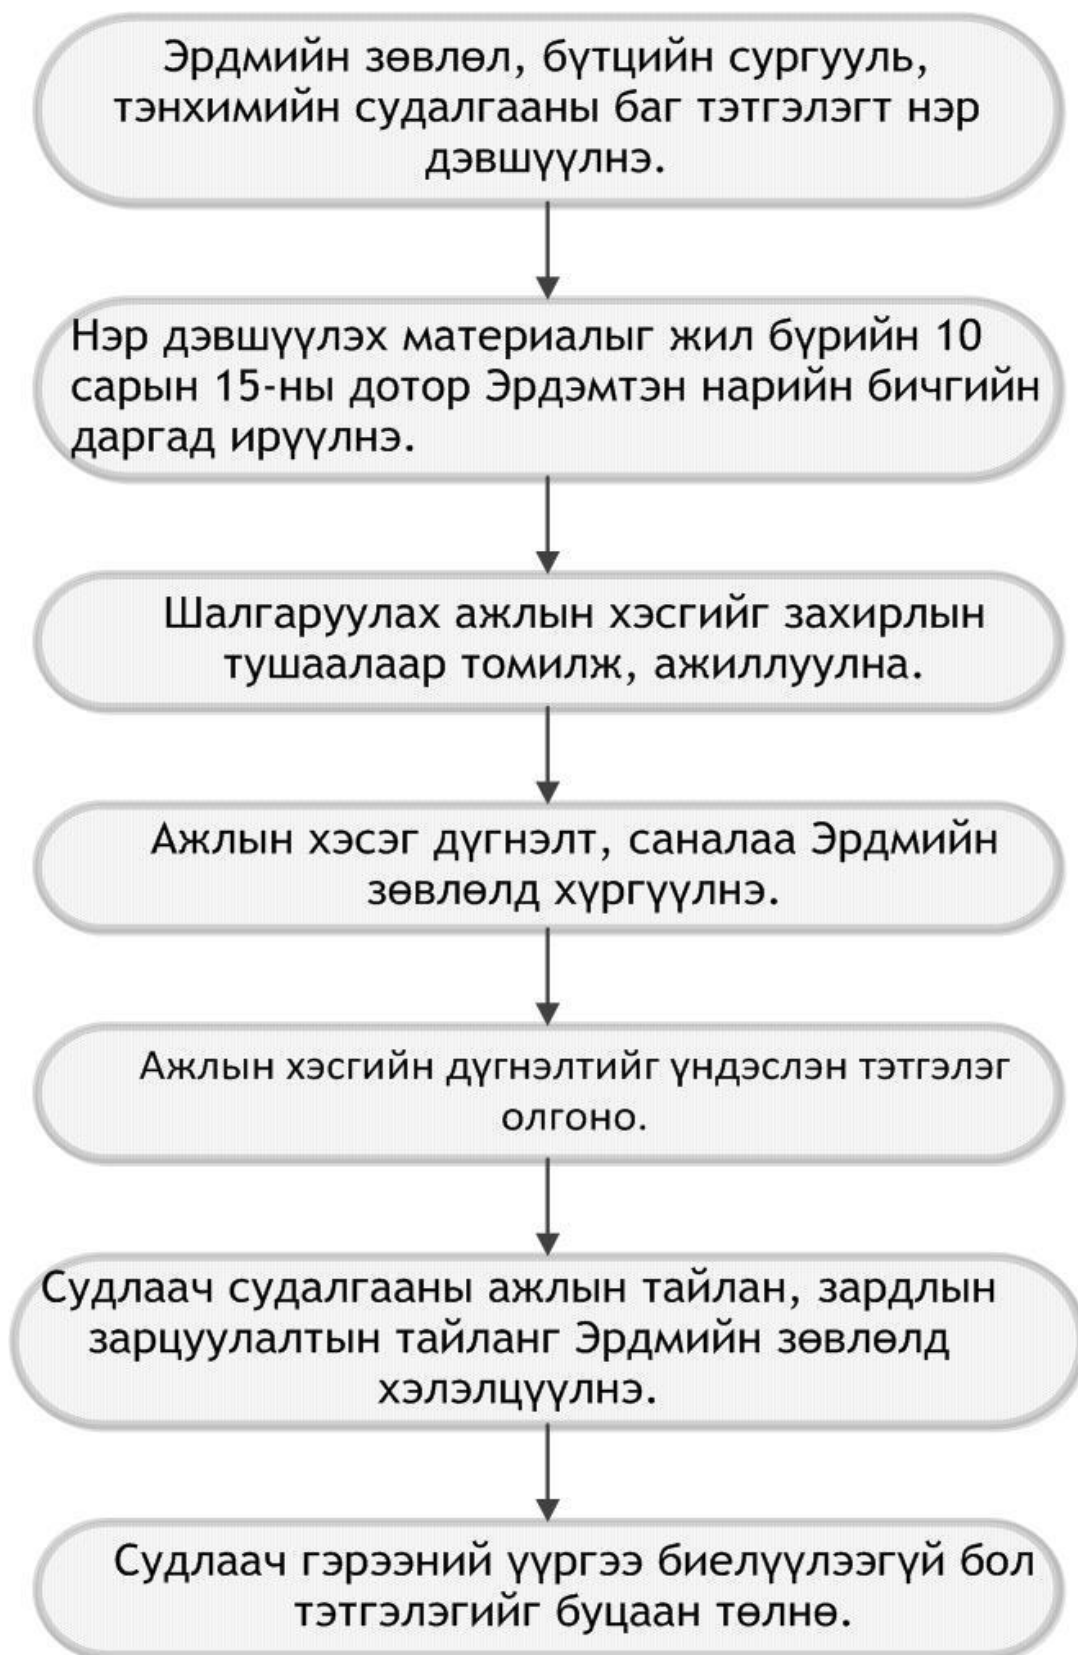 Эрдмийн зөвлөл, бүтцийн сургууль,
тэнхимийн судалгааны баг тэтгэлэгт нэр
дэвшүүлнэ.
Нэр дэвшүүлэх материалыг жил бүрийн 10
сарын 15-ны дотор Эрдэмтэн нарийн бичгийн
даргад ирүүлнэ.
Шалгаруулах ажлын хэсгийг захирлын
тушаалаар томилж, ажиллуулна.
Ажлын хэсэг дүгнэлт, саналаа Эрдмийн
зөвлөлд хүргүүлнэ.
Ажлын хэсгийн дүгнэлтийг үндэслэн тэтгэлэг
олгоно.
Судлаач судалгааны ажлын тайлан, зардлын
зарцуулалтын тайланг Эрдмийн зөвлөлд
хэлэлцүүлнэ.
Судлаач гэрээний үүргээ биелүүлээгүй бол
тэтгэлэгийг буцаан төлнө.